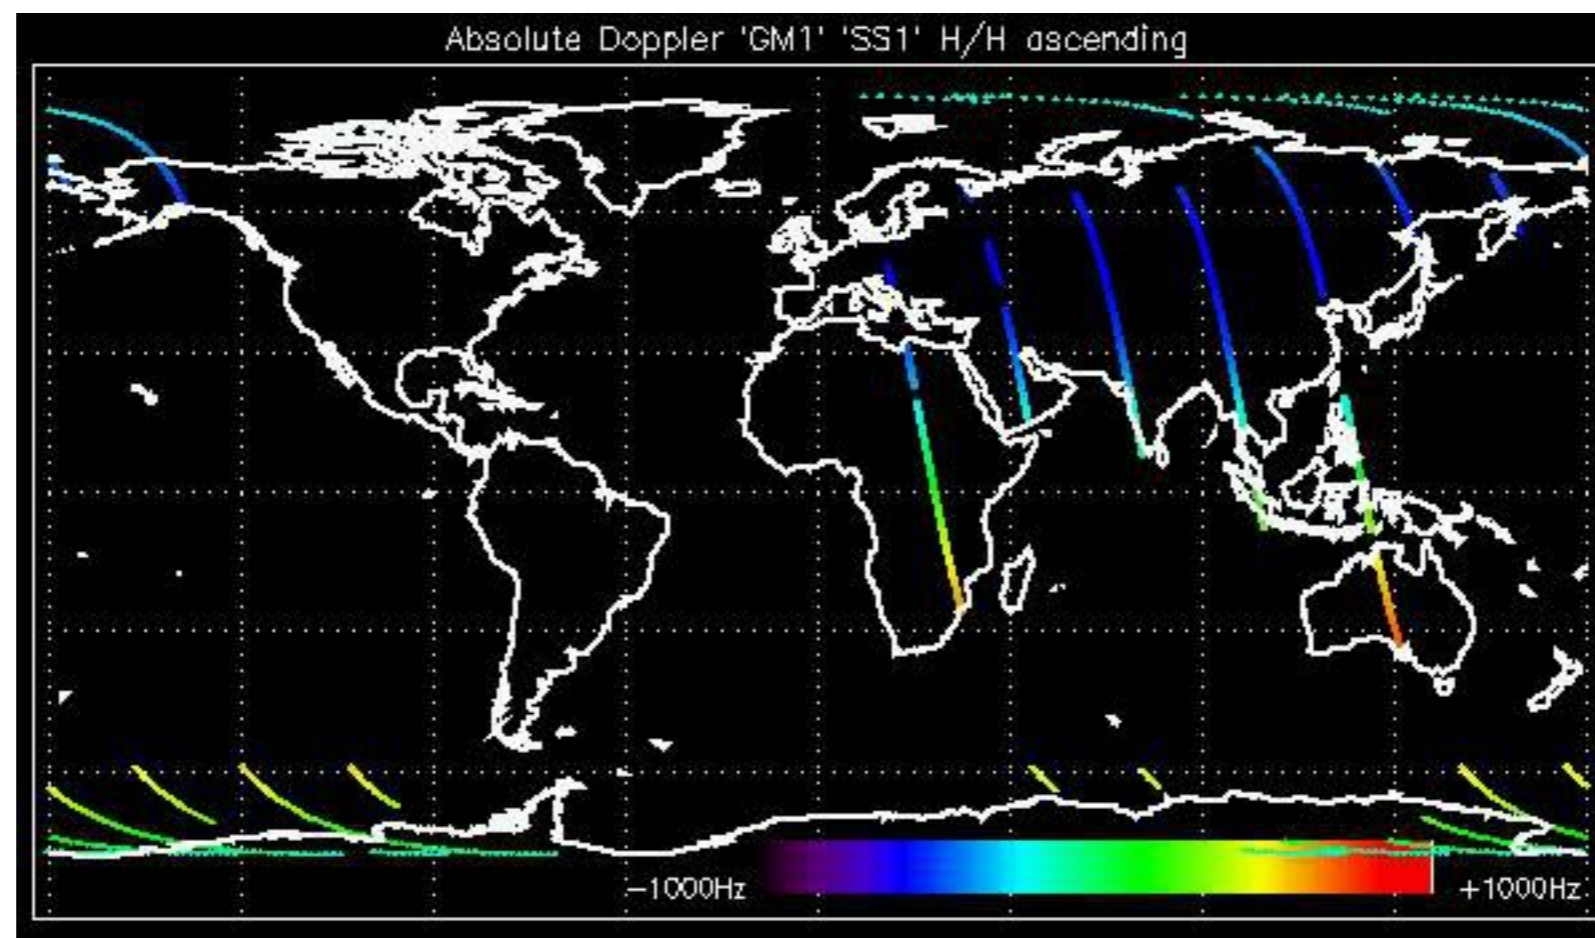 Absolute Doppler 'GM1' 'SS1' H/H ascending
−1000Hz
+1000Hz